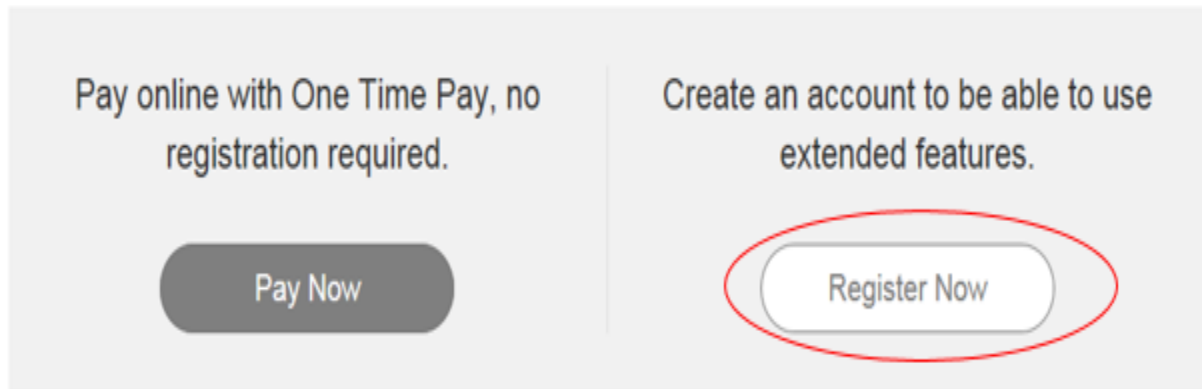 Pay online with One Time Pay, no
registration required.
Pay Now
Create an account to be able to use
extended features.
Register Now